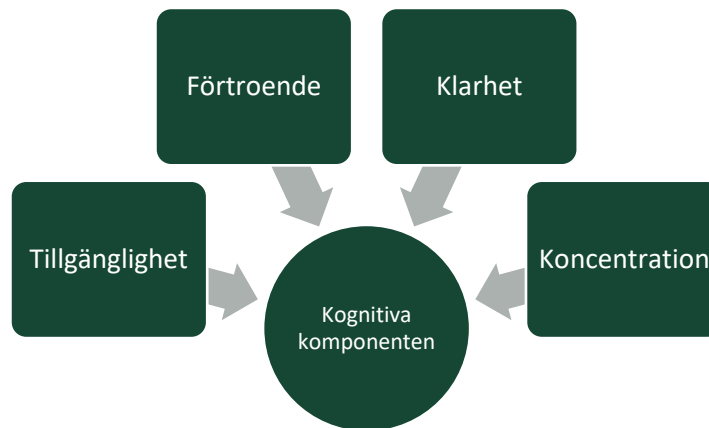 Förtroende
Klarhet
Tillgänglighet
Koncentration
Kognitiva
komponenten